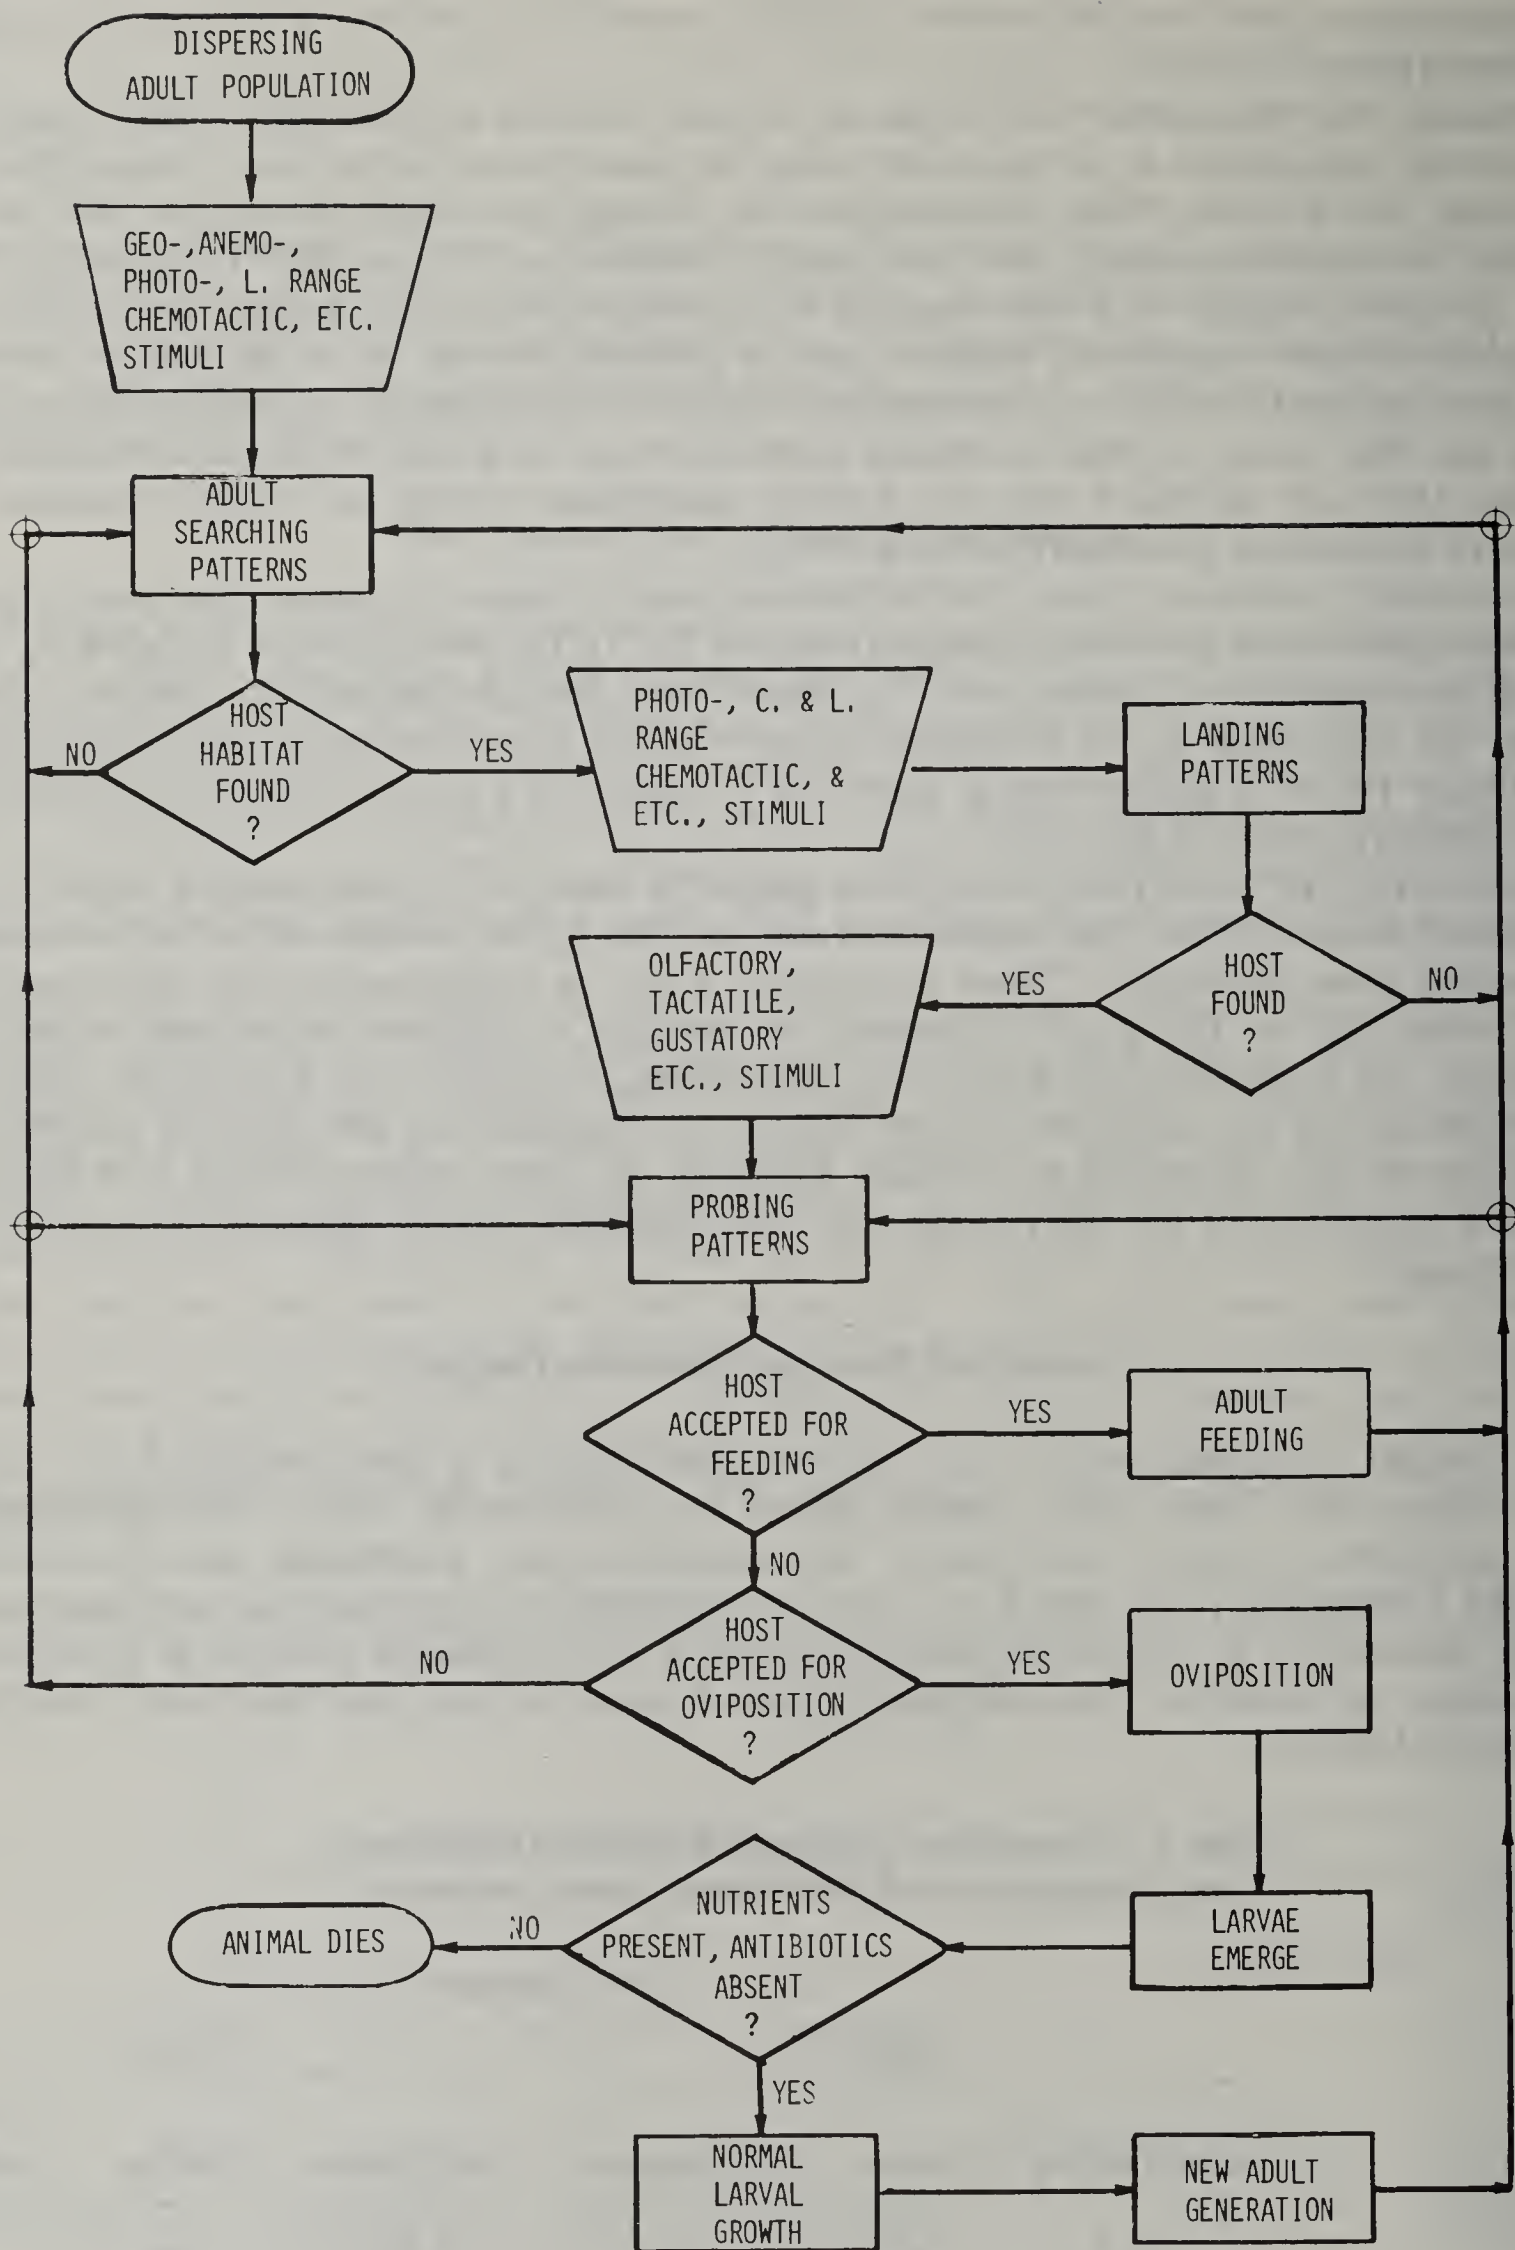 DISPERSING
ADULT POPULATION
GEO-, ANEMO-,
PHOTO-, L. RANGE
CHEMOTACTIC, ETC.
STIMULI
ADULT
SEARCHING
PATTERNS
HOST
HABITAT
FOUND
?
NO
YES
PHOTO-, C. & L.
RANGE
CHEMOTACTIC, &
ETC., STIMULI
LANDING
PATTERNS
HOST
FOUND
?
YES
NO
OLFACTORY,
TACTATILE,
GUSTATORY
ETC., STIMULI
PROBING
PATTERNS
HOST
ACCEPTED FOR
FEEDING
?
YES
ADULT
FEEDING
NO
HOST
ACCEPTED FOR
OVIPOSITION
?
NO
YES
OVIPOSITION
LARVAE
EMERGE
NUTRIENTS
PRESENT, ANTIBIOTICS
ABSENT
?
NO
ANIMAL DIES
YES
NORMAL
LARVAL
GROWTH
NEW ADULT
GENERATION